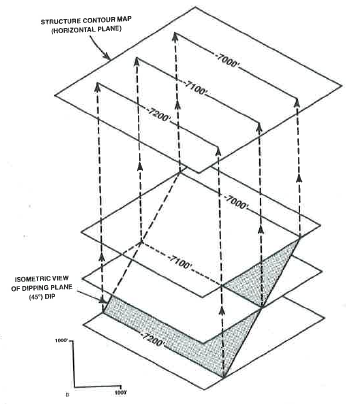 STRUCTURE CONTOUR MAP
(HORIZONTAL PLANE)
-7000'
-7100'
-7200'
-7000'
-7100'
ISOMETRIC VIEW
OF DIPPING PLANE
(45°) DIP
-7200'
1000'
0
1000'